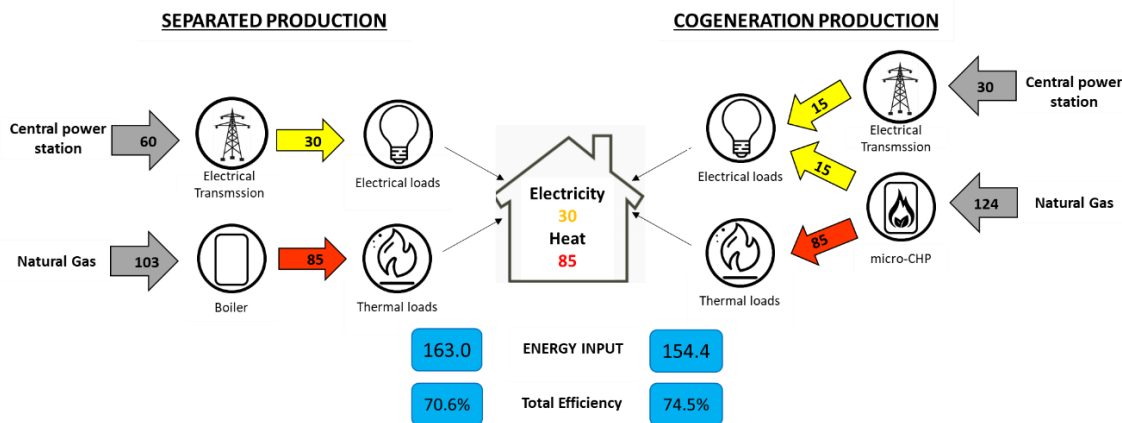 SEPARATED PRODUCTION
COGENERATION PRODUCTION
Central power
station
60
Electrical
Transmssion
30
Electrical loads
Natural Gas
103
Boiler
85
Thermal loads
Electricity
30
Heat
85
Central power
station
30
Electrical
Transmssion
15
Electrical loads
15
Natural Gas
124
micro-CHP
85
Thermal loads
163.0
ENERGY INPUT
154.4
70.6%
Total Efficiency
74.5%